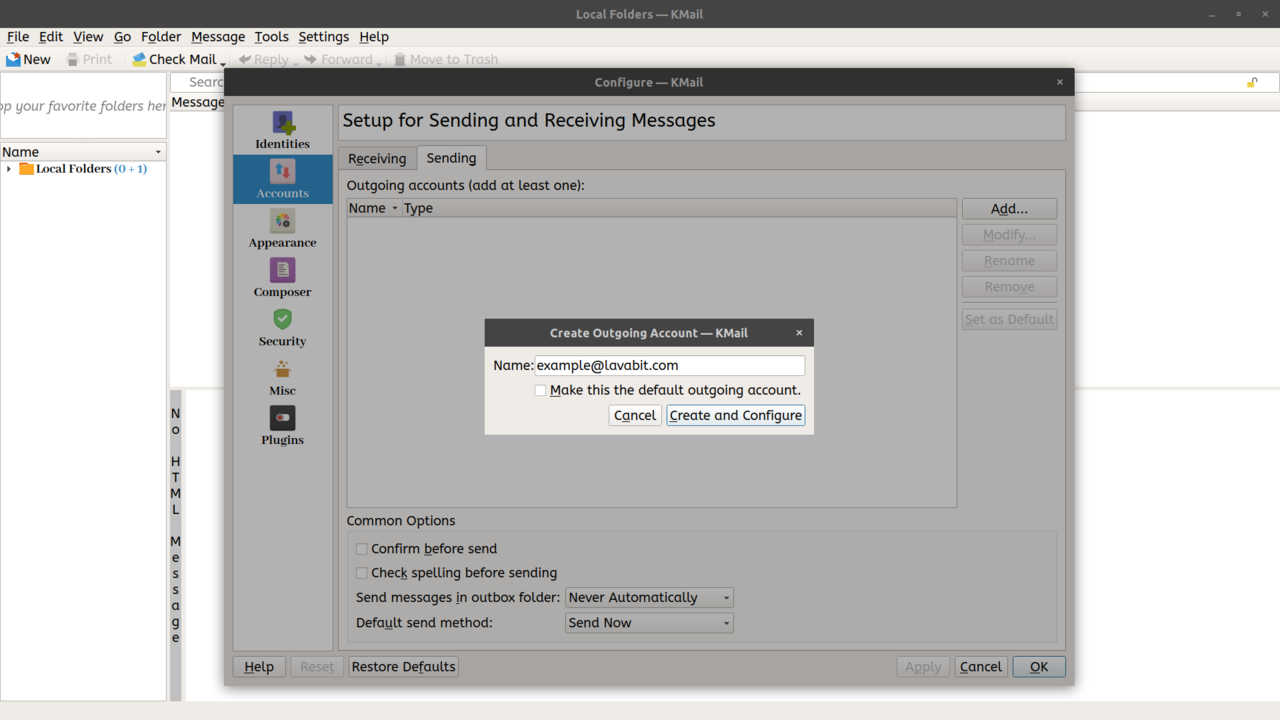 Local Folders — KMail
File Edit View Go Folder Message Tools Settings Help
New Print Check Mail Reply Forward Move to Trash
Searc
op your favorite folders her
Message
Name
Local Folders (0 + 1)
No HTML Message
Configure — KMail
Identities
Accounts
Appearance
Composer
Security
Misc
Plugins
Setup for Sending and Receiving Messages
Receiving Sending
Outgoing accounts (add at least one):
Name Type
Add...
Modify...
Rename
Remove
Set as Default
Create Outgoing Account — KMail
Name: example@lavabit.com
Make this the default outgoing account.
Cancel Create and Configure
Common Options
Confirm before send
Check spelling before sending
Send messages in outbox folder: Never Automatically
Default send method: Send Now
Help Reset Restore Defaults Apply Cancel OK